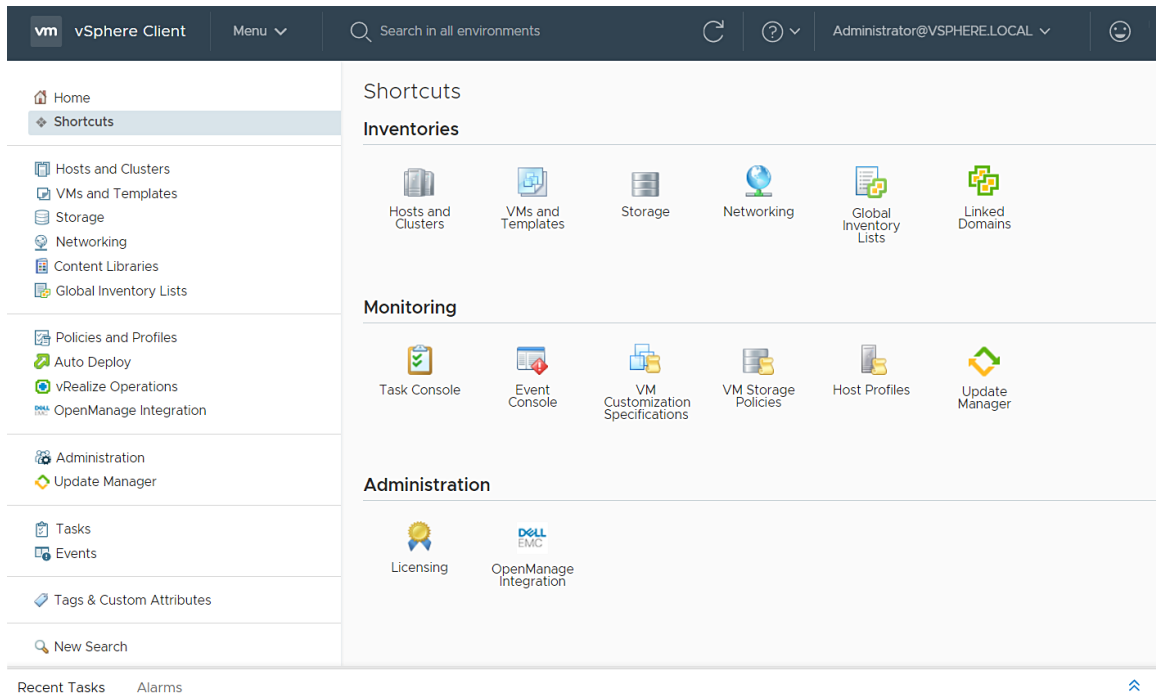 vm vSphere Client Menu Search in all environments ? Administrator@VSPHERE.LOCAL
Home
Shortcuts
Hosts and Clusters
VMs and Templates
Storage
Networking
Content Libraries
Global Inventory Lists
Policies and Profiles
Auto Deploy
vRealize Operations
DELL EMC OpenManage Integration
Administration
Update Manager
Tasks
Events
Tags & Custom Attributes
New Search
Shortcuts
Inventories
Hosts and
Clusters
VMs and
Templates
Storage
Networking
Global
Inventory
Lists
Linked
Domains
Monitoring
Task Console
Event
Console
VM
Customization
Specifications
VM Storage
Policies
Host Profiles
Update
Manager
Administration
Licensing
DELL
EMC
OpenManage
Integration
Recent Tasks Alarms